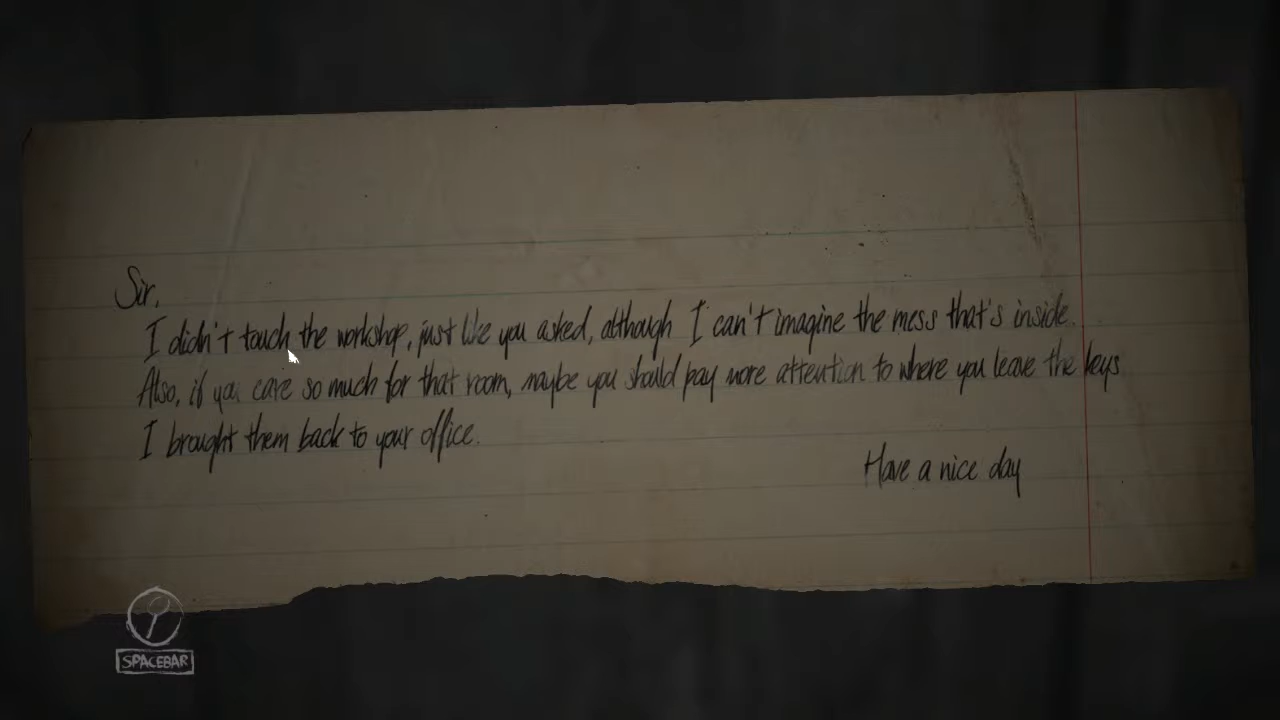 Sir,
I didn't touch the workshop, just like you asked, although I can't imagine the mess that's inside.
Also, if you care so much for that room, maybe you should pay more attention to where you leave the keys
I brought them back to your office.
Have a nice day
SPACEBAR